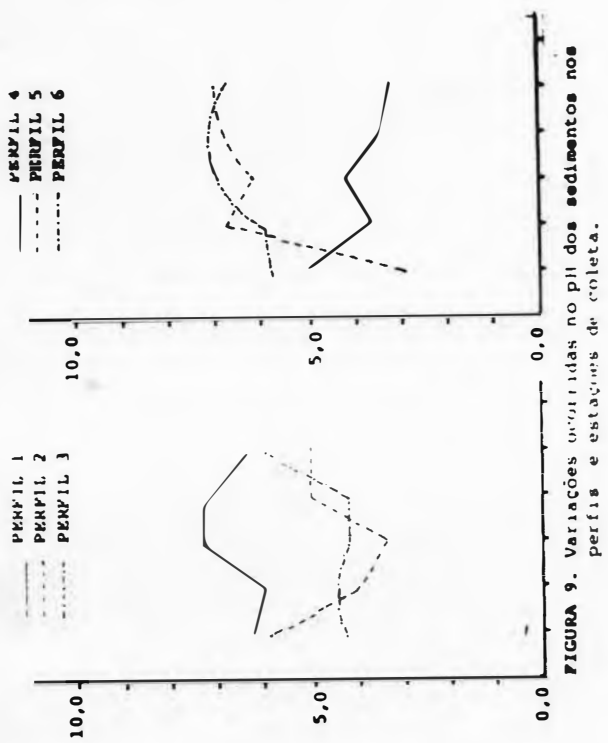 PERFIL 1
PERFIL 2
PERFIL 3
10,0
5,0
0,0
PERFIL 4
PERFIL 5
PERFIL 6
10,0
5,0
0,0
FIGURA 9. Variações ocorridas no pH dos sedimentos nos
perfis e estações de coleta.